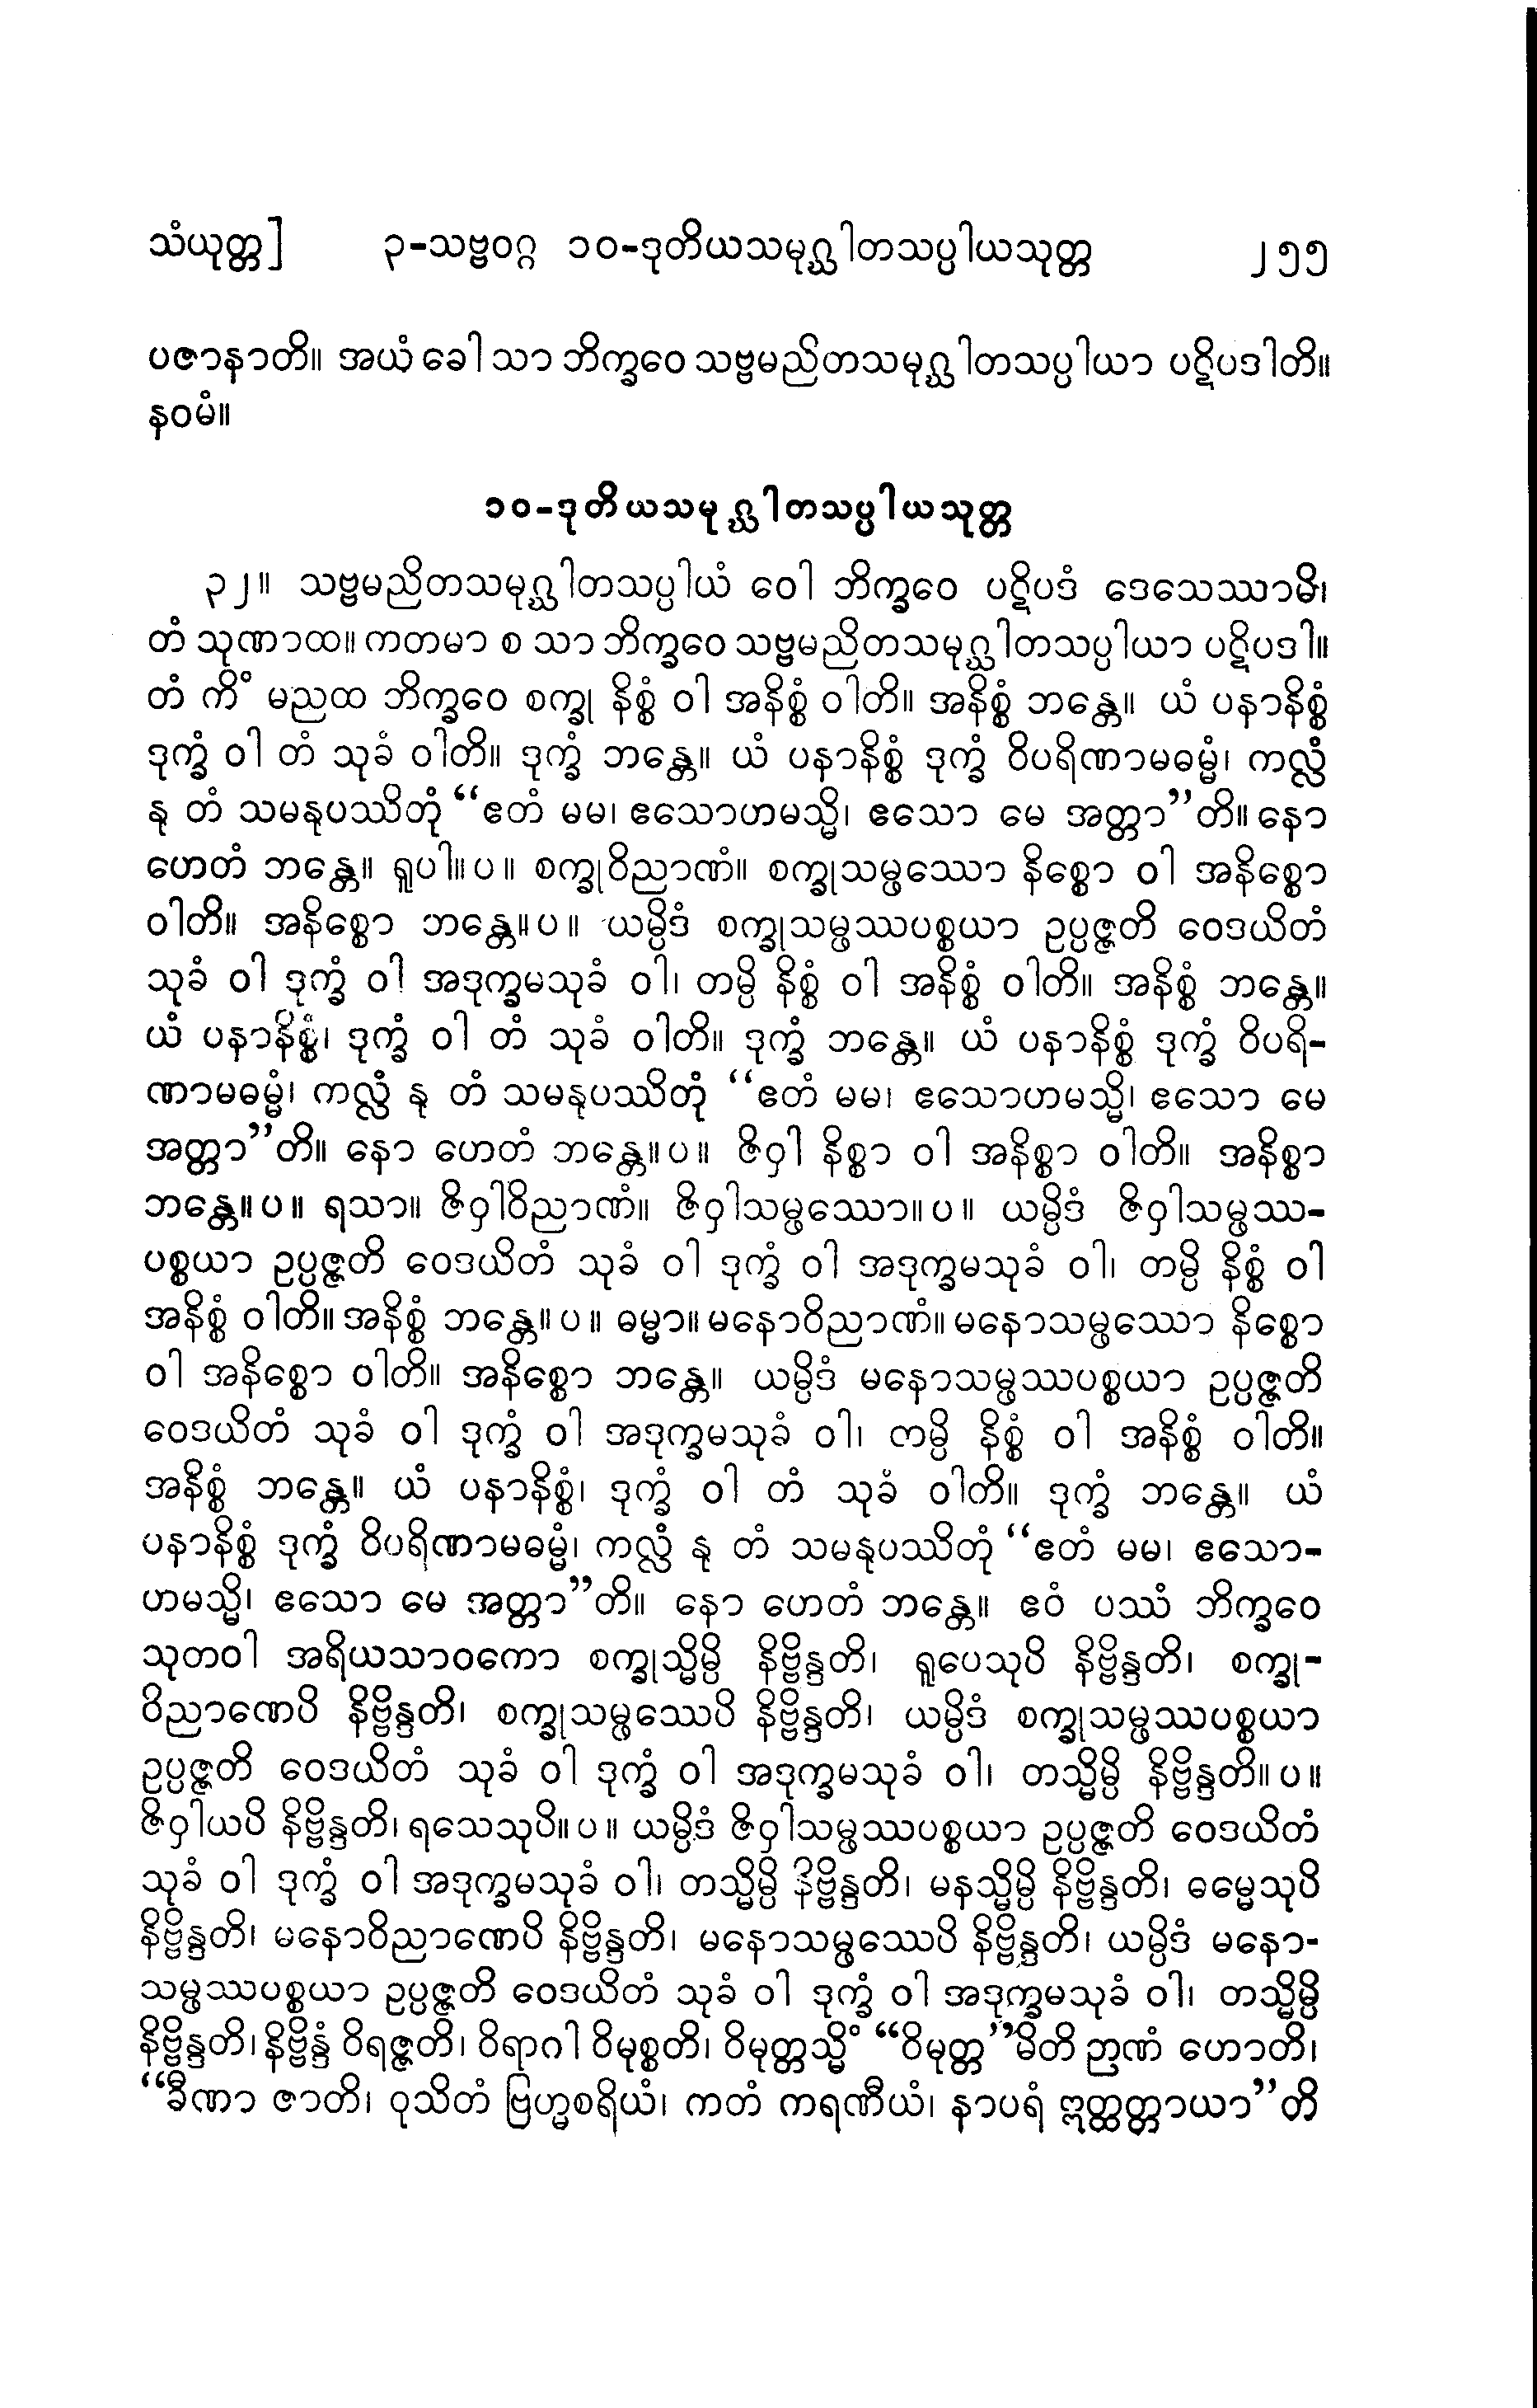 သံယုတ္တ] ၃-သဗ္ဗဝဂ္ဂ ၁၀-ဒုတိယသမုဂ္ဃါတသပ္ပါယသုတ္တ ၂၅၅
ပဇာနာတိ။ အယံ ခေါ သာ ဘိက္ခဝေ သဗ္ဗမညိတသမုဂ္ဃါတသပ္ပါယာ ပဋိပဒါတိ။
နဝမံ။
၁၀-ဒုတိယသမုဂ္ဃါတသပ္ပါယသုတ္တ
၃၂။ သဗ္ဗမညိတသမုဂ္ဃါတသပ္ပါယံ ဝေါ ဘိက္ခဝေ ပဋိပဒံ ဒေသေဿာမိ၊
တံ သုဏာထ။ ကတမာ စ သာ ဘိက္ခဝေ သဗ္ဗမညိတသမုဂ္ဃါတသပ္ပါယာ ပဋိပဒါ။
တံ ကိံ မညထ ဘိက္ခဝေ စက္ခု နိစ္စံ ဝါ အနိစ္စံ ဝါတိ။ အနိစ္စံ ဘန္တေ။ ယံ ပနာနိစ္စံ
ဒုက္ခံ ဝါ တံ သုခံ ဝါတိ။ ဒုက္ခံ ဘန္တေ။ ယံ ပနာနိစ္စံ ဒုက္ခံ ဝိပရိဏာမဓမ္မံ၊ ကလ္လံ
နု တံ သမနုပဿိတုံ “ဧတံ မမ၊ ဧသောဟမသ္မိ၊ ဧသော မေ အတ္တာ”တိ။ နော
ဟေတံ ဘန္တေ။ ရူပါ။ပ။ စက္ခုဝိညာဏံ။ စက္ခုသမ္ဖဿော နိစ္စော ဝါ အနိစ္စော
ဝါတိ။ အနိစ္စော ဘန္တေ။ပ။ ယမ္ပိဒံ စက္ခုသမ္ဖဿပစ္စယာ ဥပ္ပဇ္ဇတိ ဝေဒယိတံ
သုခံ ဝါ ဒုက္ခံ ဝါ အဒုက္ခမသုခံ ဝါ၊ တမ္ပိ နိစ္စံ ဝါ အနိစ္စံ ဝါတိ။ အနိစ္စံ ဘန္တေ။
ယံ ပနာနိစ္စံ၊ ဒုက္ခံ ဝါ တံ သုခံ ဝါတိ။ ဒုက္ခံ ဘန္တေ။ ယံ ပနာနိစ္စံ ဒုက္ခံ ဝိပရိ-
ဏာမဓမ္မံ၊ ကလ္လံ နု တံ သမနုပဿိတုံ “ဧတံ မမ၊ ဧသောဟမသ္မိ၊ ဧသော မေ
အတ္တာ”တိ။ နော ဟေတံ ဘန္တေ။ပ။ ဇိဝှါ နိစ္စာ ဝါ အနိစ္စာ ဝါတိ။ အနိစ္စာ
ဘန္တေ။ပ။ ရသာ။ ဇိဝှါဝိညာဏံ။ ဇိဝှါသမ္ဖဿော။ပ။ ယမ္ပိဒံ ဇိဝှါသမ္ဖဿ-
ပစ္စယာ ဥပ္ပဇ္ဇတိ ဝေဒယိတံ သုခံ ဝါ ဒုက္ခံ ဝါ အဒုက္ခမသုခံ ဝါ၊ တမ္ပိ နိစ္စံ ဝါ
အနိစ္စံ ဝါတိ။ အနိစ္စံ ဘန္တေ။ပ။ ဓမ္မာ။ မနောဝိညာဏံ။ မနောသမ္ဖဿော နိစ္စော
ဝါ အနိစ္စော ဝါတိ။ အနိစ္စော ဘန္တေ။ ယမ္ပိဒံ မနောသမ္ဖဿပစ္စယာ ဥပ္ပဇ္ဇတိ
ဝေဒယိတံ သုခံ ဝါ ဒုက္ခံ ဝါ အဒုက္ခမသုခံ ဝါ၊ တမ္ပိ နိစ္စံ ဝါ အနိစ္စံ ဝါတိ။
အနိစ္စံ ဘန္တေ။ ယံ ပနာနိစ္စံ၊ ဒုက္ခံ ဝါ တံ သုခံ ဝါတိ။ ဒုက္ခံ ဘန္တေ။ ယံ
ပနာနိစ္စံ ဒုက္ခံ ဝိပရိဏာမဓမ္မံ၊ ကလ္လံ နု တံ သမနုပဿိတုံ “ဧတံ မမ၊ ဧသော-
ဟမသ္မိ၊ ဧသော မေ အတ္တာ”တိ။ နော ဟေတံ ဘန္တေ။ ဧဝံ ပဿံ ဘိက္ခဝေ
သုတဝါ အရိယသာဝကော စက္ခုသ္မိမ္ပိ နိဗ္ဗိန္ဒတိ၊ ရူပေသုပိ နိဗ္ဗိန္ဒတိ၊ စက္ခု-
ဝိညာဏေပိ နိဗ္ဗိန္ဒတိ၊ စက္ခုသမ္ဖဿေပိ နိဗ္ဗိန္ဒတိ၊ ယမ္ပိဒံ စက္ခုသမ္ဖဿပစ္စယာ
ဥပ္ပဇ္ဇတိ ဝေဒယိတံ သုခံ ဝါ ဒုက္ခံ ဝါ အဒုက္ခမသုခံ ဝါ၊ တသ္မိမ္ပိ နိဗ္ဗိန္ဒတိ။ပ။
ဇိဝှါယပိ နိဗ္ဗိန္ဒတိ၊ ရသေသုပိ။ပ။ ယမ္ပိဒံ ဇိဝှါသမ္ဖဿပစ္စယာ ဥပ္ပဇ္ဇတိ ဝေဒယိတံ
သုခံ ဝါ ဒုက္ခံ ဝါ အဒုက္ခမသုခံ ဝါ၊ တသ္မိမ္ပိ နိဗ္ဗိန္ဒတိ၊ မနသ္မိမ္ပိ နိဗ္ဗိန္ဒတိ၊ ဓမ္မေသုပိ
နိဗ္ဗိန္ဒတိ၊ မနောဝိညာဏေပိ နိဗ္ဗိန္ဒတိ၊ မနောသမ္ဖဿေပိ နိဗ္ဗိန္ဒတိ၊ ယမ္ပိဒံ မနော-
သမ္ဖဿပစ္စယာ ဥပ္ပဇ္ဇတိ ဝေဒယိတံ သုခံ ဝါ ဒုက္ခံ ဝါ အဒုက္ခမသုခံ ဝါ၊ တသ္မိမ္ပိ
နိဗ္ဗိန္ဒတိ၊ နိဗ္ဗိန္ဒံ ဝိရဇ္ဇတိ၊ ဝိရာဂါ ဝိမုစ္စတိ၊ ဝိမုတ္တသ္မိံ “ဝိမုတ္တ”မိတိ ဉာဏံ ဟောတိ၊
“ခီဏာ ဇာတိ၊ ဝုသိတံ ဗြဟ္မစရိယံ၊ ကတံ ကရဏီယံ၊ နာပရံ ဣတ္ထတ္တာယာ”တိ